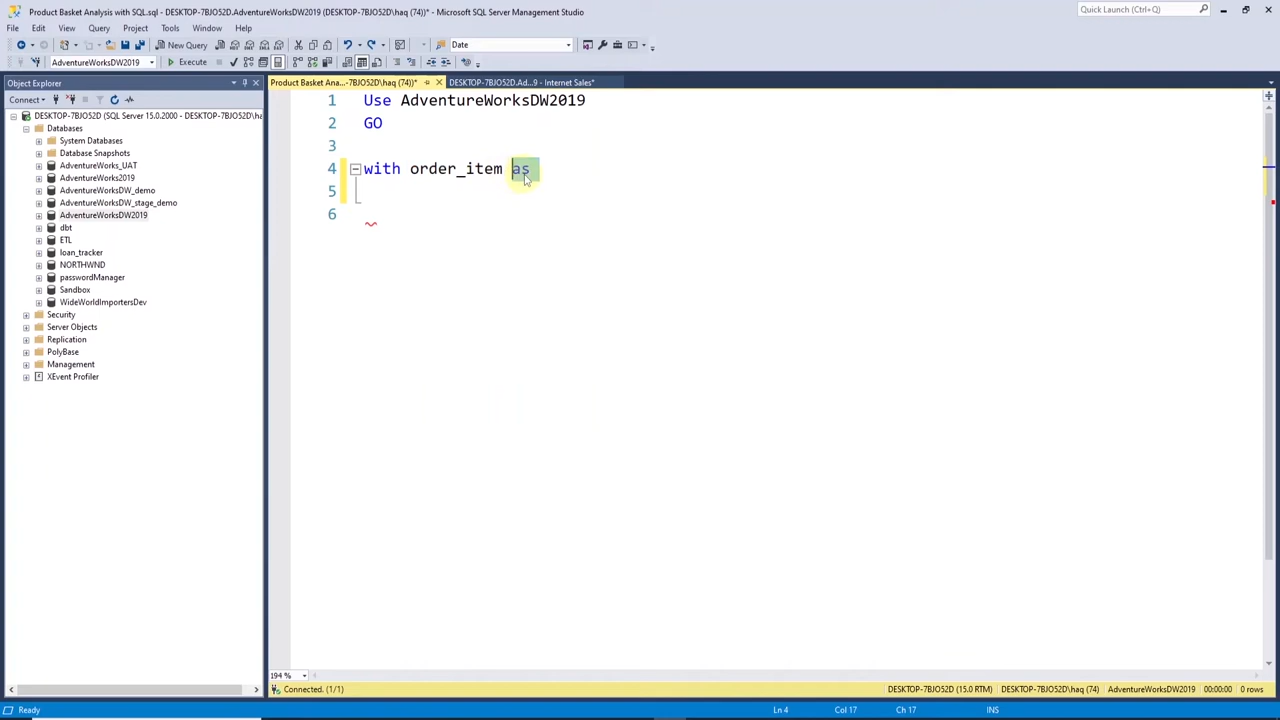 Product Basket Analysis with SQL.sql - DESKTOP-7BJO52D.AdventureWorksDW2019 (DESKTOP-7BJO52D\haq (74))* - Microsoft SQL Server Management Studio
Quick Launch (Ctrl+Q)
File Edit View Query Project Tools Window Help
New Query
Date
AdventureWorksDW2019
Execute
Object Explorer
Product Basket Ana...-7BJO52D\haq (74))*
DESKTOP-7BJO52D.Ad...9 - Internet Sales*
Connect
DESKTOP-7BJO52D (SQL Server 15.0.2000 - DESKTOP-7BJO52D\ha
Databases
System Databases
Database Snapshots
AdventureWorks_UAT
AdventureWorks2019
AdventureWorksDW_demo
AdventureWorksDW_stage_demo
AdventureWorksDW2019
dbt
ETL
loan_tracker
NORTHWND
passwordManager
Sandbox
WideWorldImportersDev
Security
Server Objects
Replication
PolyBase
Management
XEvent Profiler
1 Use AdventureWorksDW2019
2 GO
3
4 with order_item as
5
6
194 %
Connected. (1/1)
DESKTOP-7BJO52D (15.0 RTM) DESKTOP-7BJO52D\haq (74) AdventureWorksDW2019 00:00:00 0 rows
Ready
Ln 4 Col 17 Ch 17 INS